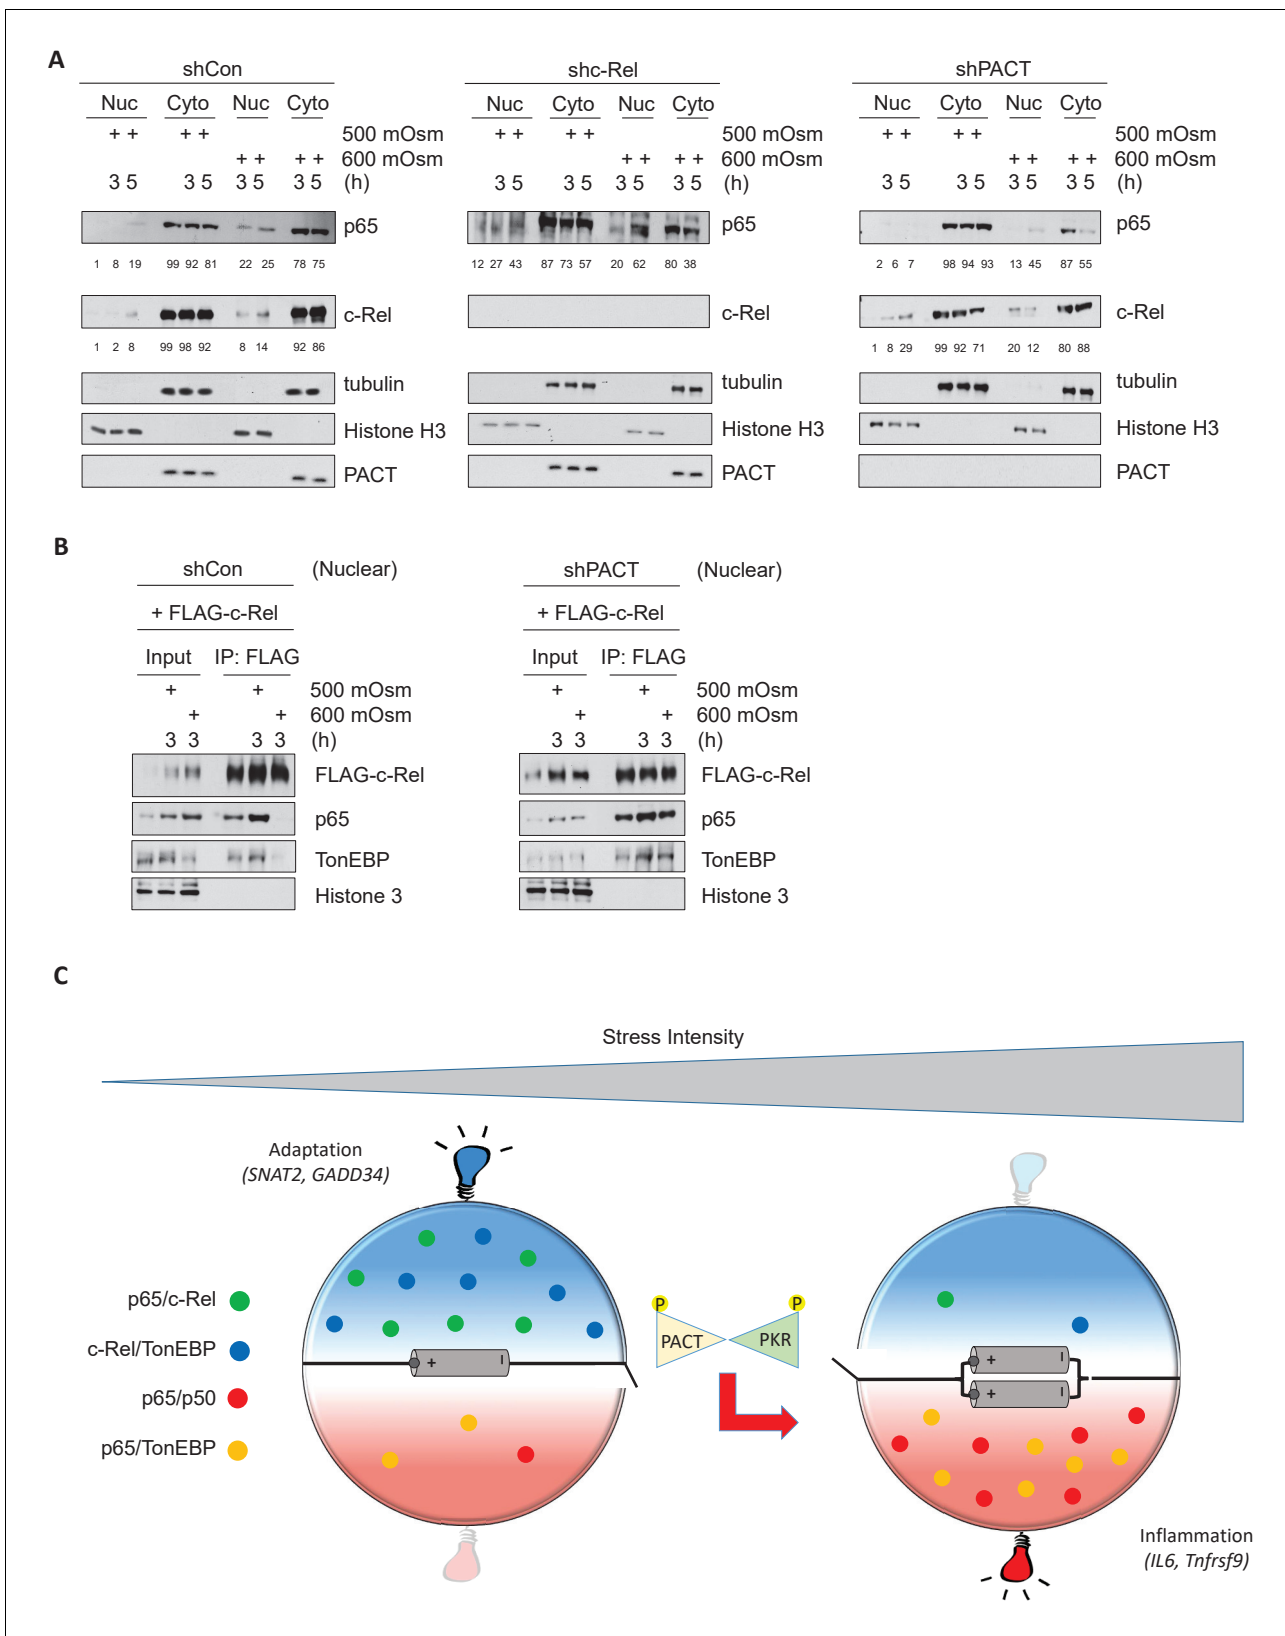 A
shCon
shc-Rel
shPACT
Nuc Cyto Nuc Cyto
Nuc Cyto Nuc Cyto
Nuc Cyto Nuc Cyto
+ + + + 500 mOsm
+ + + + 500 mOsm
+ + + + 500 mOsm
+ + + + 600 mOsm
+ + + + 600 mOsm
+ + + + 600 mOsm
3 5 3 5 3 5 3 5 (h)
3 5 3 5 3 5 3 5 (h)
3 5 3 5 3 5 3 5 (h)
p65
p65
p65
1 8 19 99 92 81 22 25 78 75
12 27 43 87 73 57 20 62 80 38
2 6 7 98 94 93 13 45 87 55
c-Rel
c-Rel
c-Rel
1 2 8 99 98 92 8 14 92 86
1 8 29 99 92 71 20 12 80 88
tubulin
tubulin
tubulin
Histone H3
Histone H3
Histone H3
PACT
PACT
PACT
B
shCon (Nuclear)
shPACT (Nuclear)
+ FLAG-c-Rel
+ FLAG-c-Rel
Input IP: FLAG
Input IP: FLAG
+ + 500 mOsm
+ + 500 mOsm
+ + 600 mOsm
+ + 600 mOsm
3 3 3 3 (h)
3 3 3 3 (h)
FLAG-c-Rel
FLAG-c-Rel
p65
p65
TonEBP
TonEBP
Histone 3
Histone 3
C
Stress Intensity
Adaptation
(SNAT2, GADD34)
p65/c-Rel
c-Rel/TonEBP
p65/p50
p65/TonEBP
+ I
P P
PACT PKR
+ I
+ I
Inflammation
(IL6, Tnfrsf9)